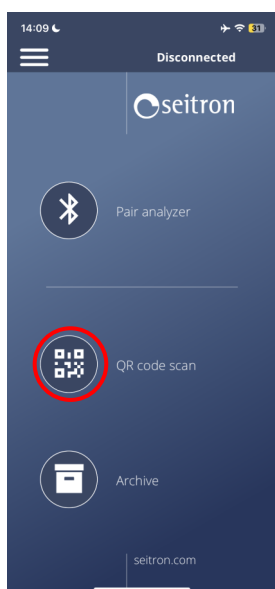 14:09
31
Disconnected
seitron
Pair analyzer
QR code scan
Archive
seitron.com